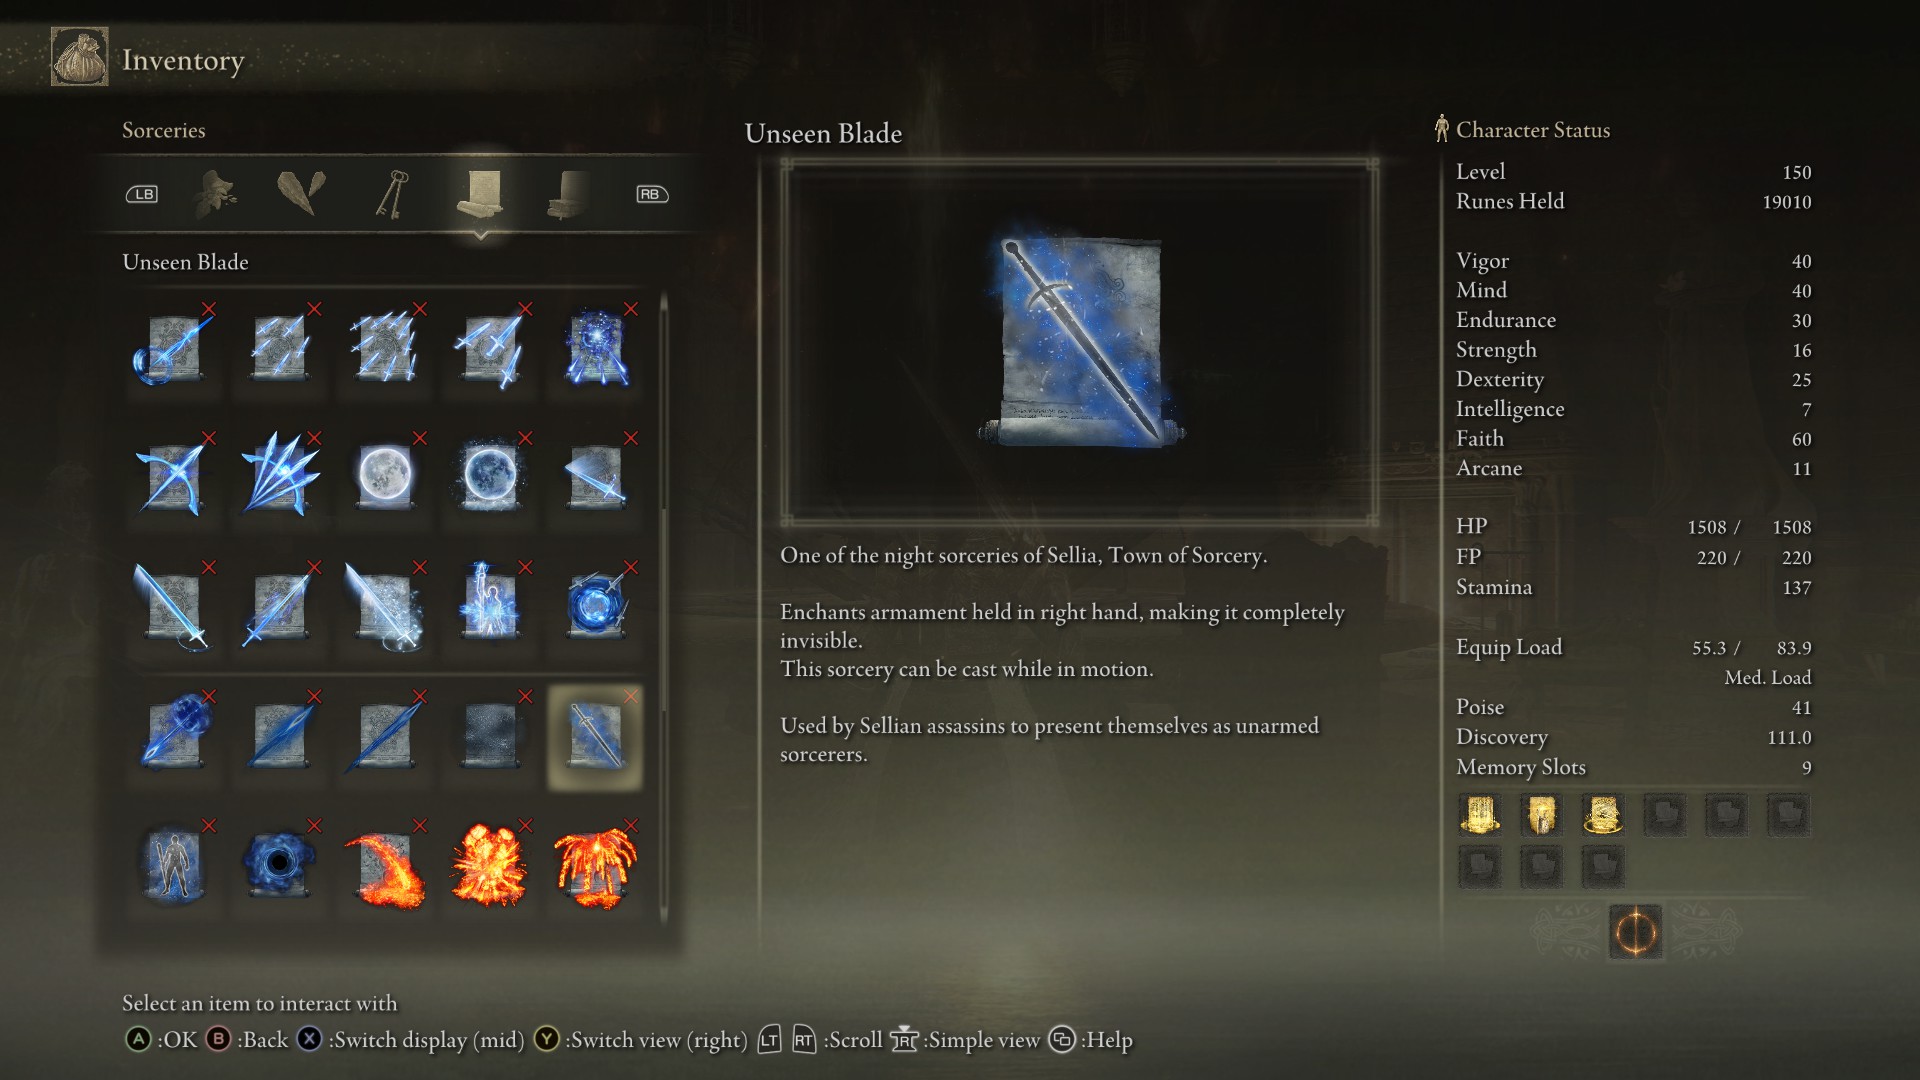 Inventory
Sorceries
LB
RB
Unseen Blade
Unseen Blade
One of the night sorceries of Sellia, Town of Sorcery.
Enchants armament held in right hand, making it completely
invisible.
This sorcery can be cast while in motion.
Used by Sellian assassins to present themselves as unarmed
sorcerers.
Character Status
Level 150
Runes Held 19010
Vigor 40
Mind 40
Endurance 30
Strength 16
Dexterity 25
Intelligence 7
Faith 60
Arcane 11
HP 1508 / 1508
FP 220 / 220
Stamina 137
Equip Load 55.3 / 83.9
Med. Load
Poise 41
Discovery 111.0
Memory Slots 9
Select an item to interact with
A :OK B :Back X :Switch display (mid) Y :Switch view (right) LT RT :Scroll R :Simple view :Help